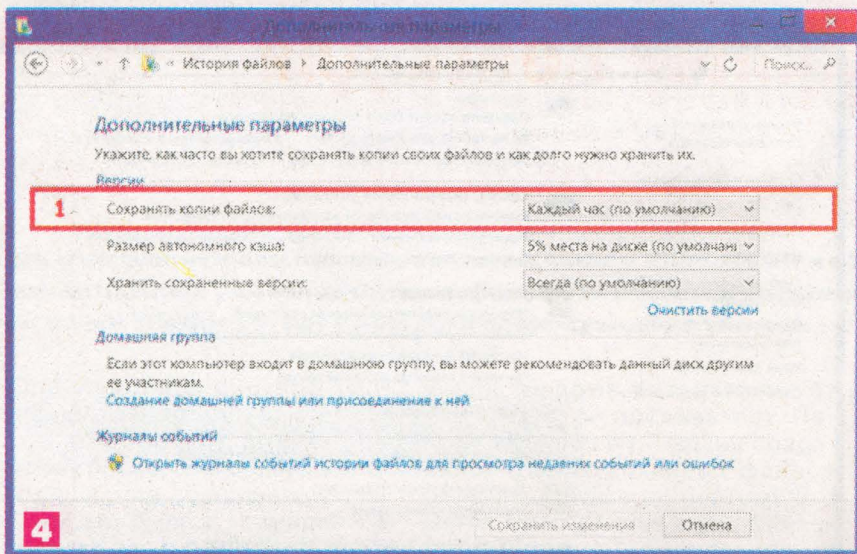 Дополнительные параметры
« История файлов › Дополнительные параметры
Поиск...
Дополнительные параметры
Укажите, как часто вы хотите сохранять копии своих файлов и как долго нужно хранить их.
Версии
1 Сохранять копии файлов: Каждый час (по умолчанию)
Размер автономного кэша: 5% места на диске (по умолчани
Хранить сохраненные версии: Всегда (по умолчанию)
Очистить версии
Домашняя группа
Если этот компьютер входит в домашнюю группу, вы можете рекомендовать данный диск другим
ее участникам.
Создание домашней группы или присоединение к ней
Журналы событий
Открыть журналы событий истории файлов для просмотра недавних событий или ошибок
Сохранить изменения Отмена
4